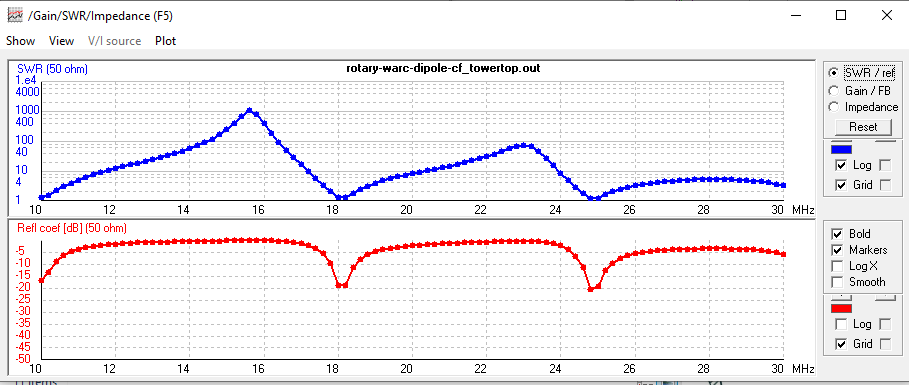 /Gain/SWR/Impedance (F5)
Show View V/I source Plot
SWR (50 ohm)
rotary-warc-dipole-cf_towertop.out
1.e4
4000
1000
400
100
40
10
4
1
10 12 14 16 18 20 22 24 26 28 30 MHz
SWR / ref
Gain / FB
Impedance
Reset
Log
Grid
Refl coef [dB] (50 ohm)
-5
-10
-15
-20
-25
-30
-35
-40
-45
-50
10 12 14 16 18 20 22 24 26 28 30 MHz
Bold
Markers
Log X
Smooth
Log
Grid